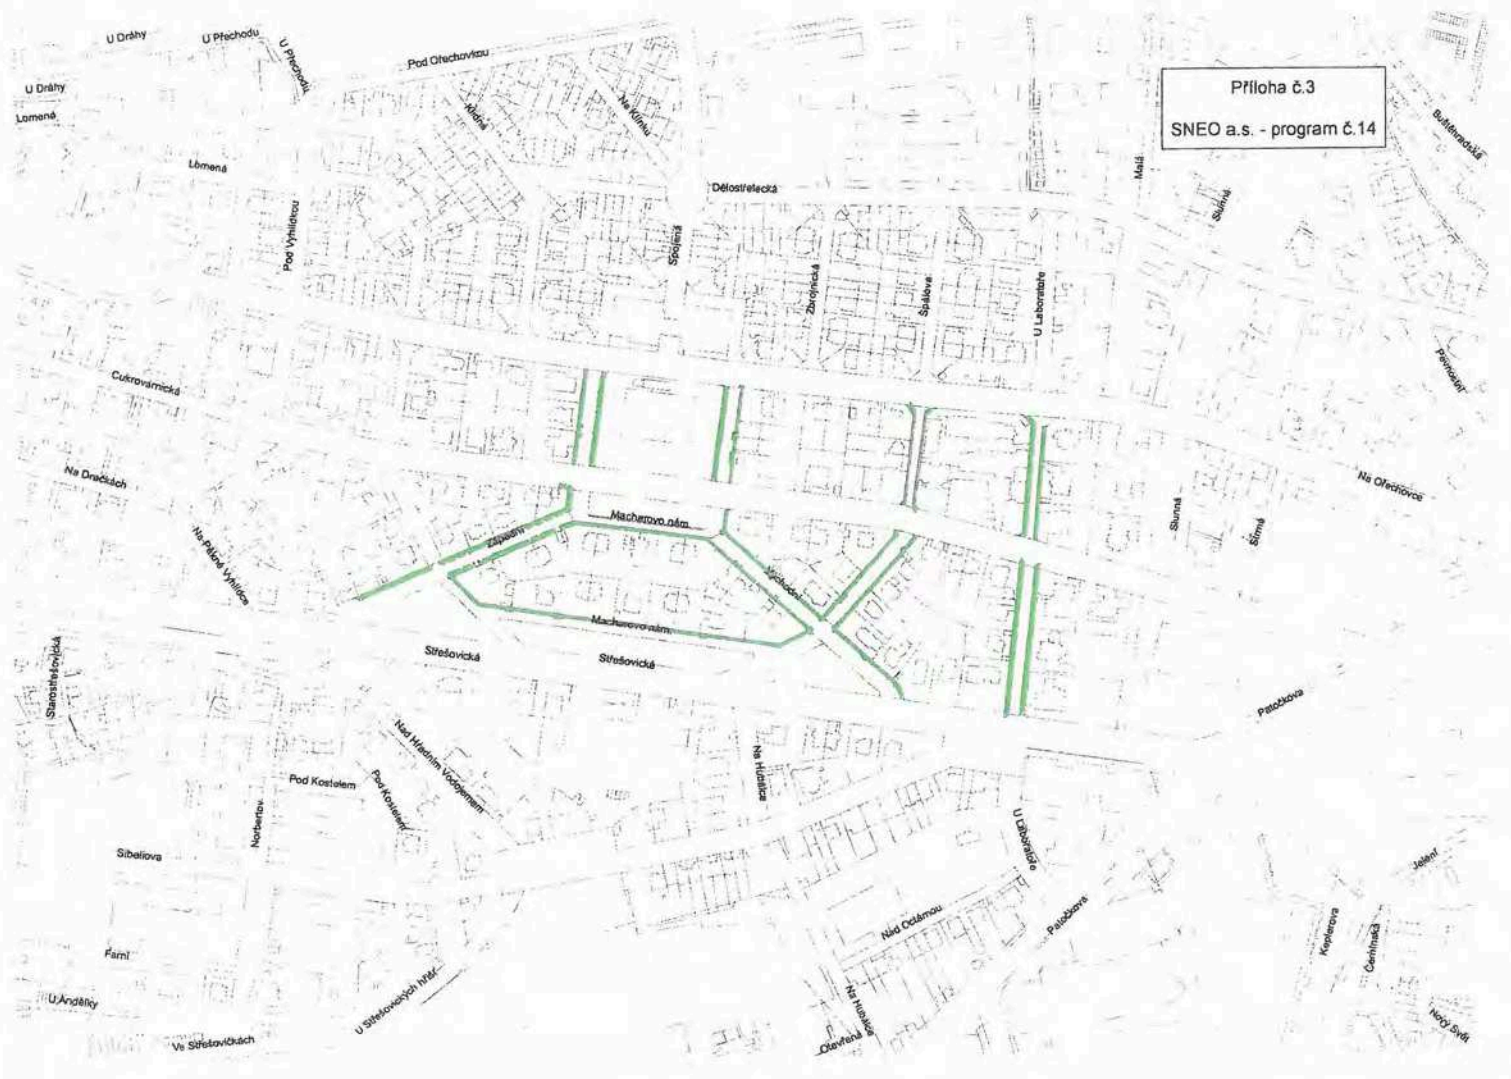 U Dráhy
U Přechodu
U Přechodu
Pod Ořechovkou
U Dráhy
Lomená
Lomená
Klidná
Na Klínku
Příloha č.3
SNEO a.s. - program č.14
Buštěhradská
Malá
Slunná
Dělostřelecká
Pod Vyhlídkou
Spojená
Zbrojnická
Špálova
U Laboratoře
Pevnostní
Cukrovarnická
Na Dračkách
Na Ořechovce
Slunná
Sibeliova
Macharovo nám.
Západní
Východní
Na Pěkné Vyhlídce
Macharovo nám.
Starostřešovická
Střešovická
Střešovická
Patočkova
Nad Hradním Vodojemem
Na Hubálce
Pod Kostelem
Pod Kostelem
Norbertov
U Laboratoře
Jelení
Nad Octárnou
Patočkova
Keplerova
Černínská
Farní
U Andělky
U Střešovických hřišť
Na Hubálce
Otevřená
Nový Svět
Ve Střešovičkách